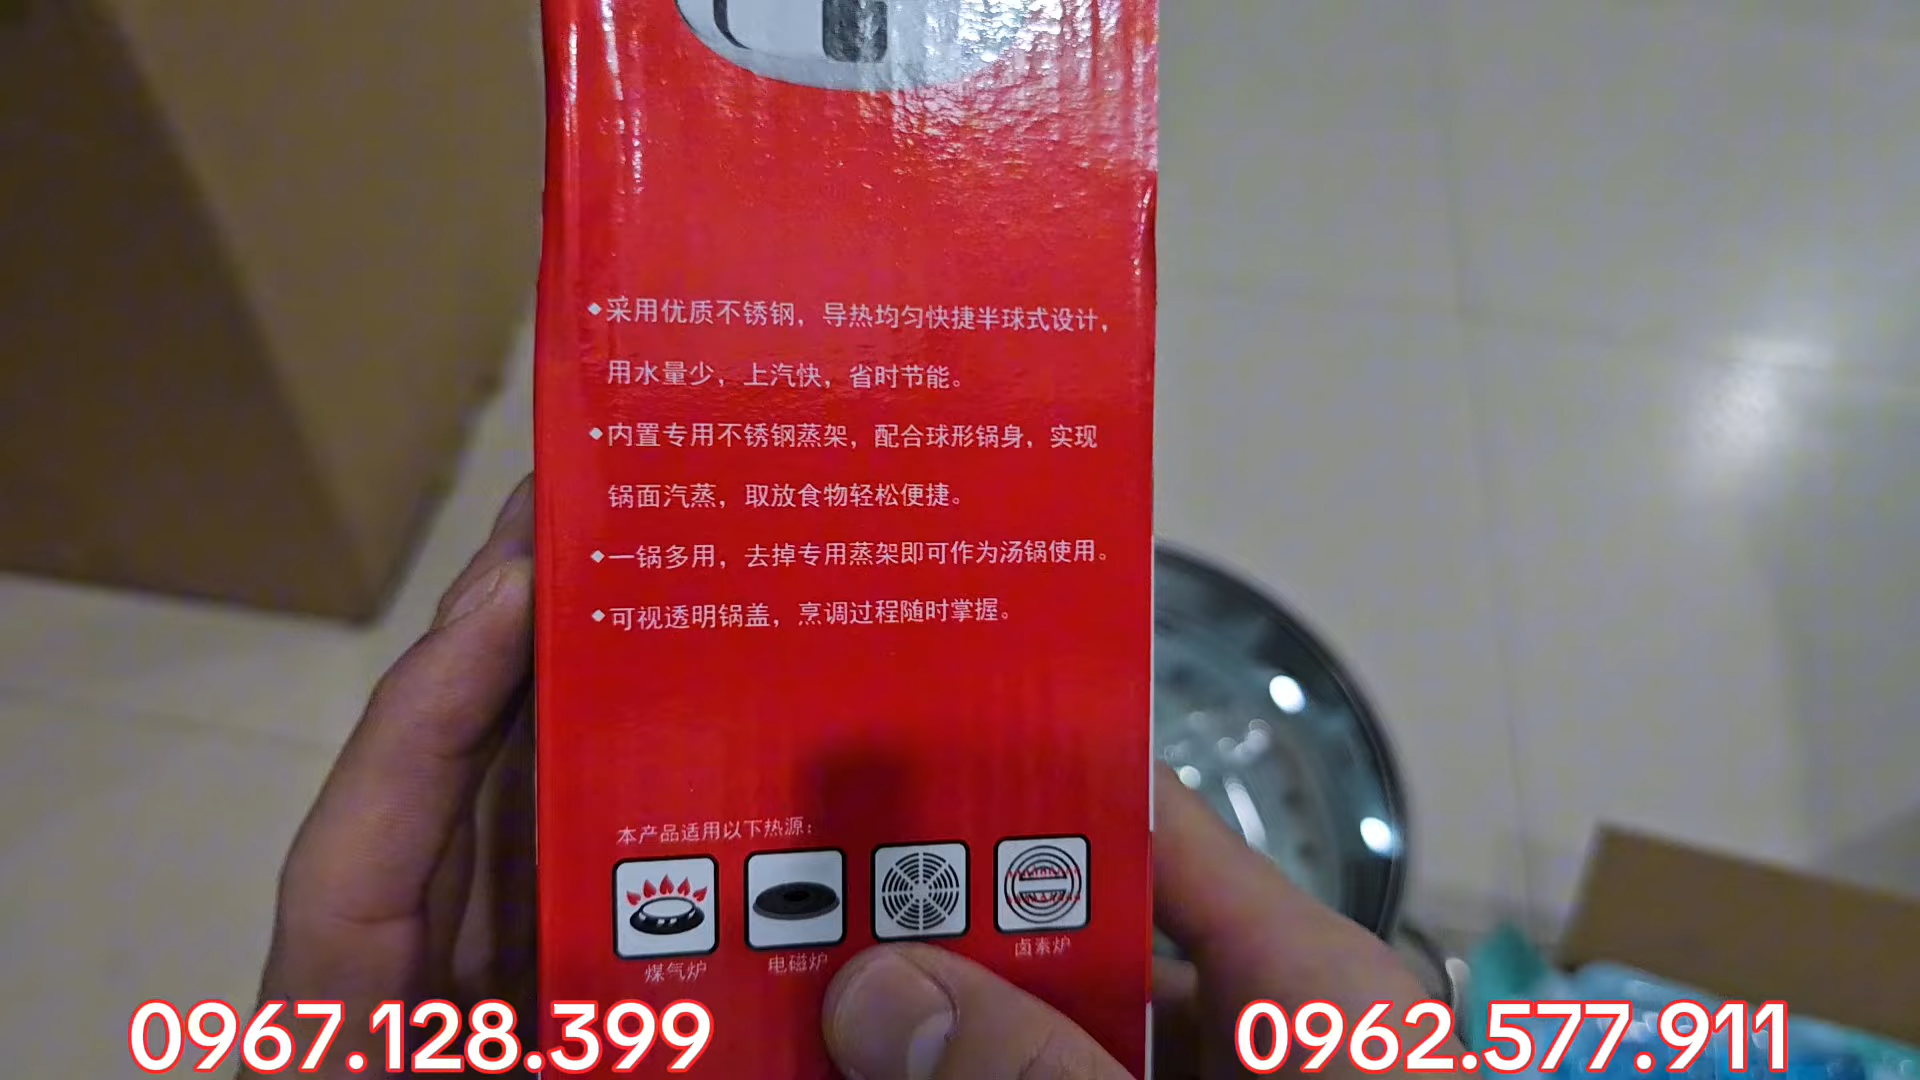 ◆采用优质不锈钢，导热均匀快捷半球式设计，
用水量少，上汽快，省时节能。
◆内置专用不锈钢蒸架，配合球形锅身，实现
锅面汽蒸，取放食物轻松便捷。
◆一锅多用，去掉专用蒸架即可作为汤锅使用。
◆可视透明锅盖，烹调过程随时掌握。
本产品适用以下热源：
煤气炉 电磁炉 卤素炉
0967.128.399 0962.577.911